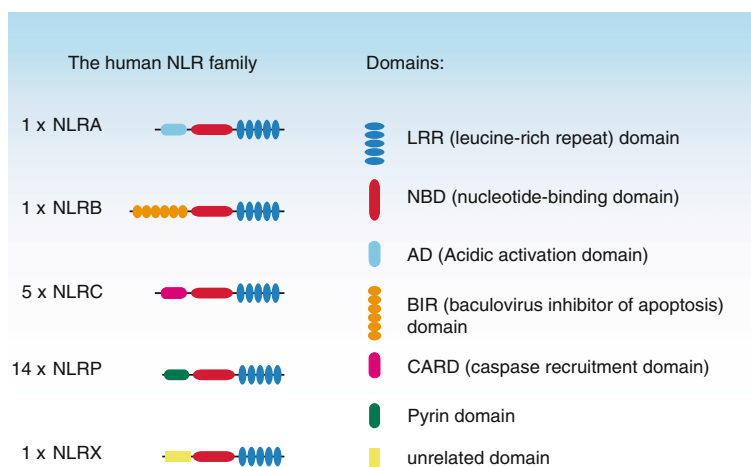 The human NLR family
1 x NLRA
1 x NLRB
5 x NLRC
14 x NLRP
1 x NLRX
Domains:
LRR (leucine-rich repeat) domain
NBD (nucleotide-binding domain)
AD (Acidic activation domain)
BIR (baculovirus inhibitor of apoptosis)
domain
CARD (caspase recruitment domain)
Pyrin domain
unrelated domain